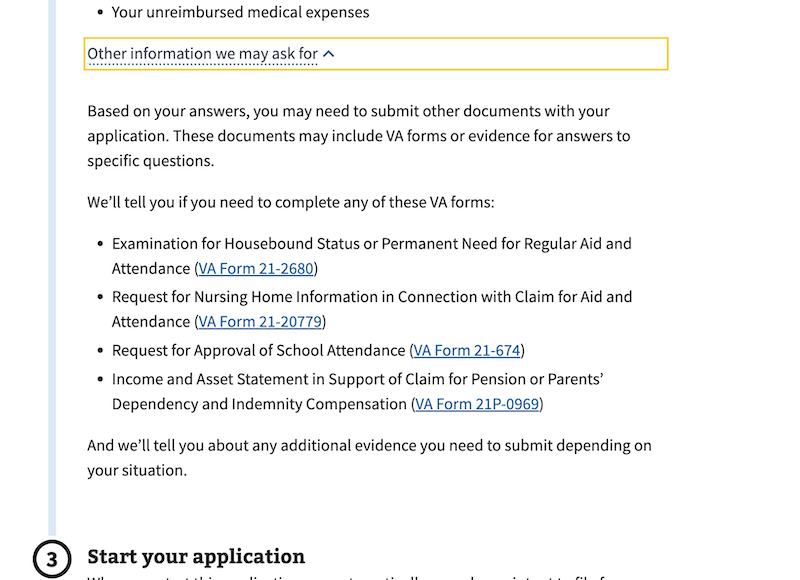 Your unreimbursed medical expenses
Other information we may ask for
Based on your answers, you may need to submit other documents with your
application. These documents may include VA forms or evidence for answers to
specific questions.
We’ll tell you if you need to complete any of these VA forms:
Examination for Housebound Status or Permanent Need for Regular Aid and
Attendance (VA Form 21-2680)
Request for Nursing Home Information in Connection with Claim for Aid and
Attendance (VA Form 21-20779)
Request for Approval of School Attendance (VA Form 21-674)
Income and Asset Statement in Support of Claim for Pension or Parents’
Dependency and Indemnity Compensation (VA Form 21P-0969)
And we’ll tell you about any additional evidence you need to submit depending on
your situation.
3 Start your application